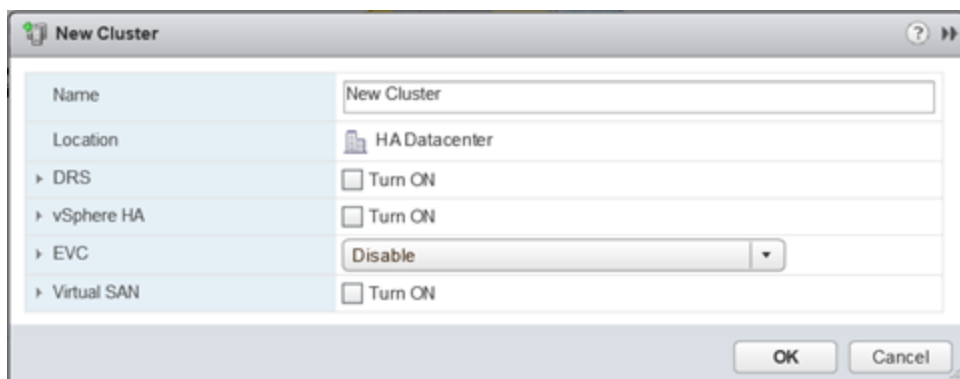 New Cluster
Name New Cluster
Location HA Datacenter
DRS Turn ON
vSphere HA Turn ON
EVC Disable
Virtual SAN Turn ON
OK Cancel